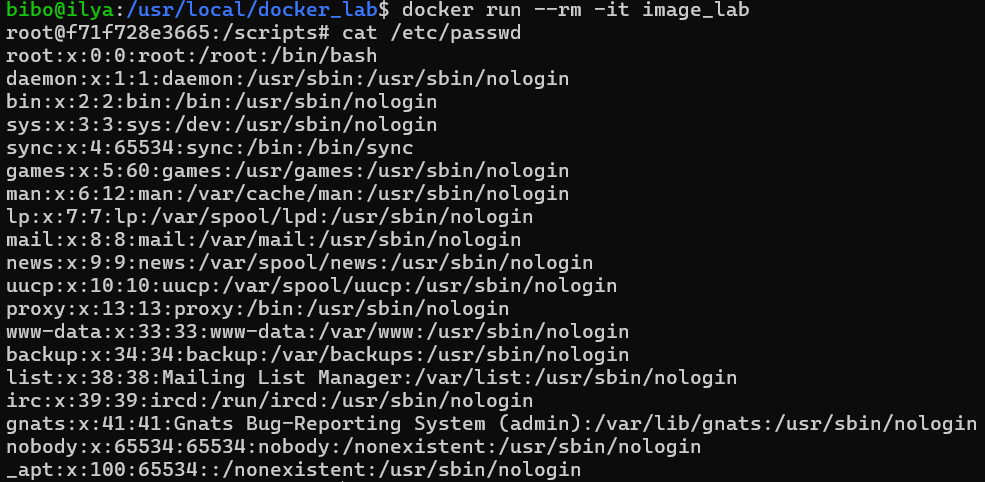 bibo@ilya:/usr/local/docker_lab$ docker run --rm -it image_lab
root@f71f728e3665:/scripts# cat /etc/passwd
root:x:0:0:root:/root:/bin/bash
daemon:x:1:1:daemon:/usr/sbin:/usr/sbin/nologin
bin:x:2:2:bin:/bin:/usr/sbin/nologin
sys:x:3:3:sys:/dev:/usr/sbin/nologin
sync:x:4:65534:sync:/bin:/bin/sync
games:x:5:60:games:/usr/games:/usr/sbin/nologin
man:x:6:12:man:/var/cache/man:/usr/sbin/nologin
lp:x:7:7:lp:/var/spool/lpd:/usr/sbin/nologin
mail:x:8:8:mail:/var/mail:/usr/sbin/nologin
news:x:9:9:news:/var/spool/news:/usr/sbin/nologin
uucp:x:10:10:uucp:/var/spool/uucp:/usr/sbin/nologin
proxy:x:13:13:proxy:/bin:/usr/sbin/nologin
www-data:x:33:33:www-data:/var/www:/usr/sbin/nologin
backup:x:34:34:backup:/var/backups:/usr/sbin/nologin
list:x:38:38:Mailing List Manager:/var/list:/usr/sbin/nologin
irc:x:39:39:ircd:/run/ircd:/usr/sbin/nologin
gnats:x:41:41:Gnats Bug-Reporting System (admin):/var/lib/gnats:/usr/sbin/nologin
nobody:x:65534:65534:nobody:/nonexistent:/usr/sbin/nologin
_apt:x:100:65534::/nonexistent:/usr/sbin/nologin